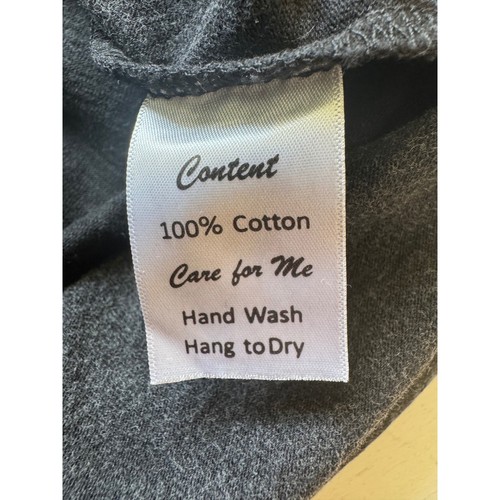 Content
100% Cotton
Care for Me
Hand Wash
Hang to Dry